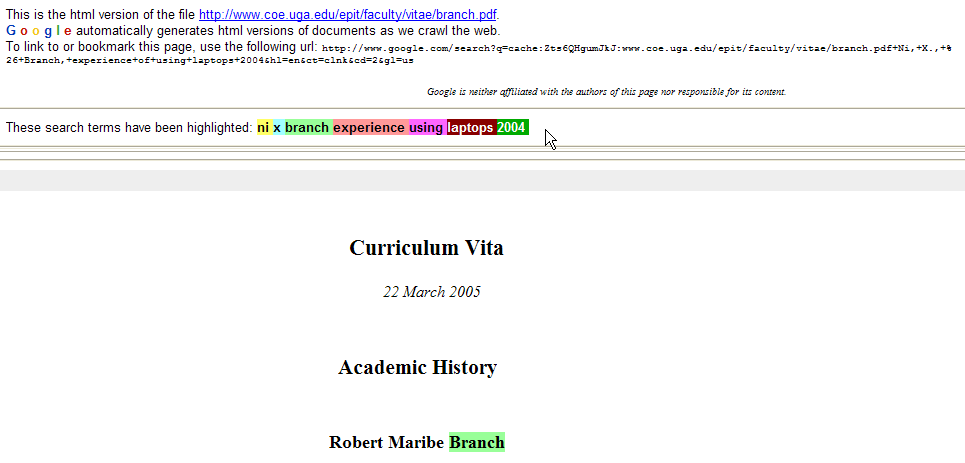 This is the html version of the file http://www.coe.uga.edu/epit/faculty/vitae/branch.pdf.
G o o g l e automatically generates html versions of documents as we crawl the web.
To link to or bookmark this page, use the following url: http://www.google.com/search?q=cache:Zts6QHgumJkJ:www.coe.uga.edu/epit/faculty/vitae/branch.pdf+Ni,+X.,+%
26+Branch,+experience+of+using+laptops+2004&hl=en&ct=clnk&cd=2&gl=us
Google is neither affiliated with the authors of this page nor responsible for its content.
These search terms have been highlighted: ni x branch experience using laptops 2004
Curriculum Vita
22 March 2005
Academic History
Robert Maribe Branch